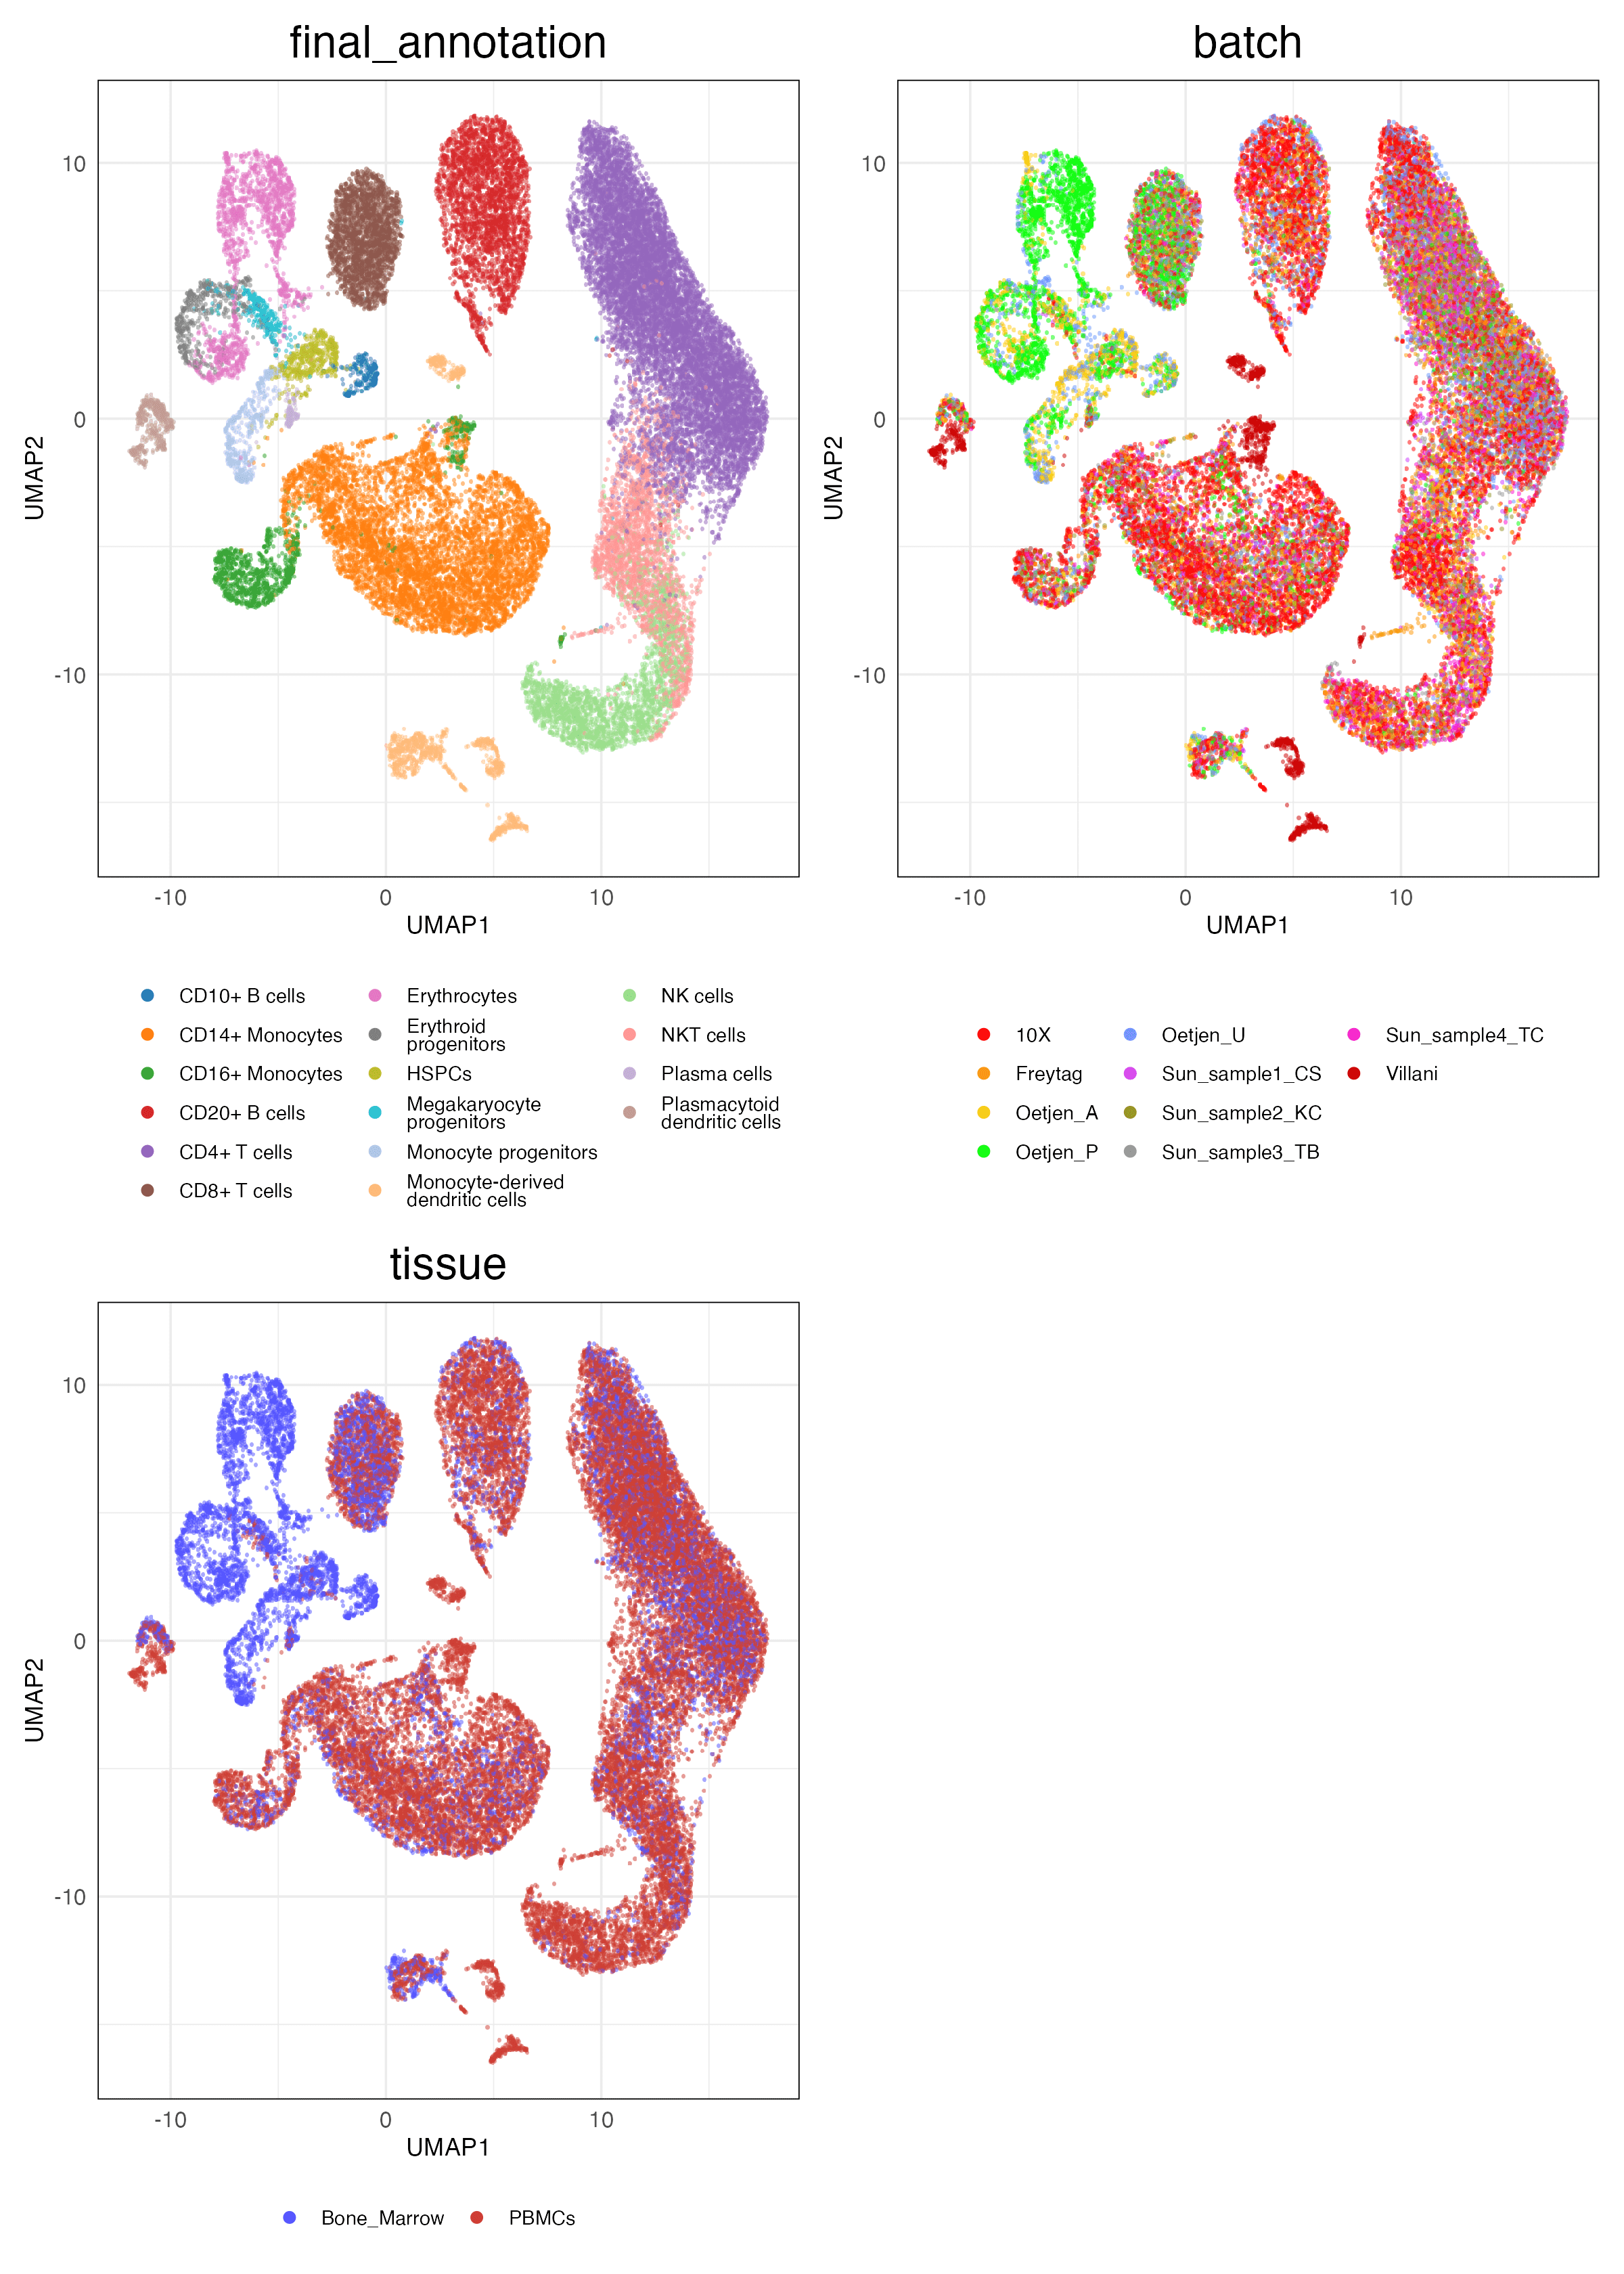 final_annotation
10
0
-10
UMAP2
-10
0
10
UMAP1
CD10+ B cells
CD14+ Monocytes
CD16+ Monocytes
CD20+ B cells
CD4+ T cells
CD8+ T cells
Erythrocytes
Erythroid
progenitors
HSPCs
Megakaryocyte
progenitors
Monocyte progenitors
Monocyte-derived
dendritic cells
NK cells
NKT cells
Plasma cells
Plasmacytoid
dendritic cells
batch
10
0
-10
UMAP2
-10
0
10
UMAP1
10X
Freytag
Oetjen_A
Oetjen_P
Oetjen_U
Sun_sample1_CS
Sun_sample2_KC
Sun_sample3_TB
Sun_sample4_TC
Villani
tissue
10
0
-10
UMAP2
-10
0
10
UMAP1
Bone_Marrow
PBMCs